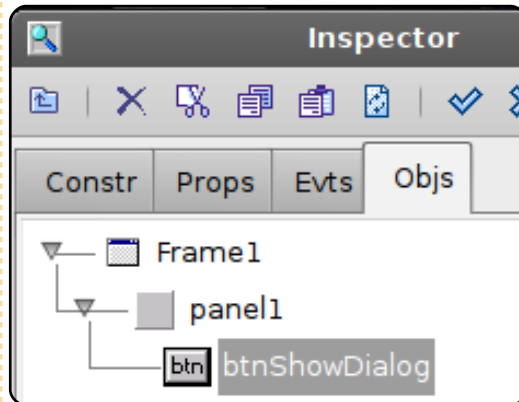 Inspector
Constr Props Evts Objs
Frame1
panel1
btn btnShowDialog